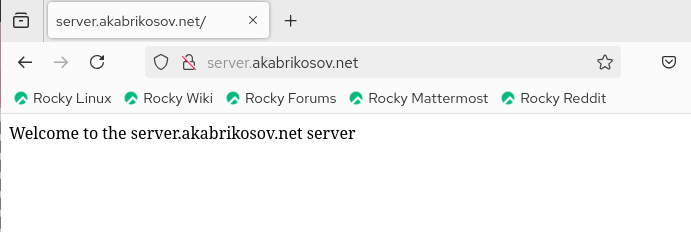 server.akabrikosov.net/
server.akabrikosov.net
Rocky Linux Rocky Wiki Rocky Forums Rocky Mattermost Rocky Reddit
Welcome to the server.akabrikosov.net server